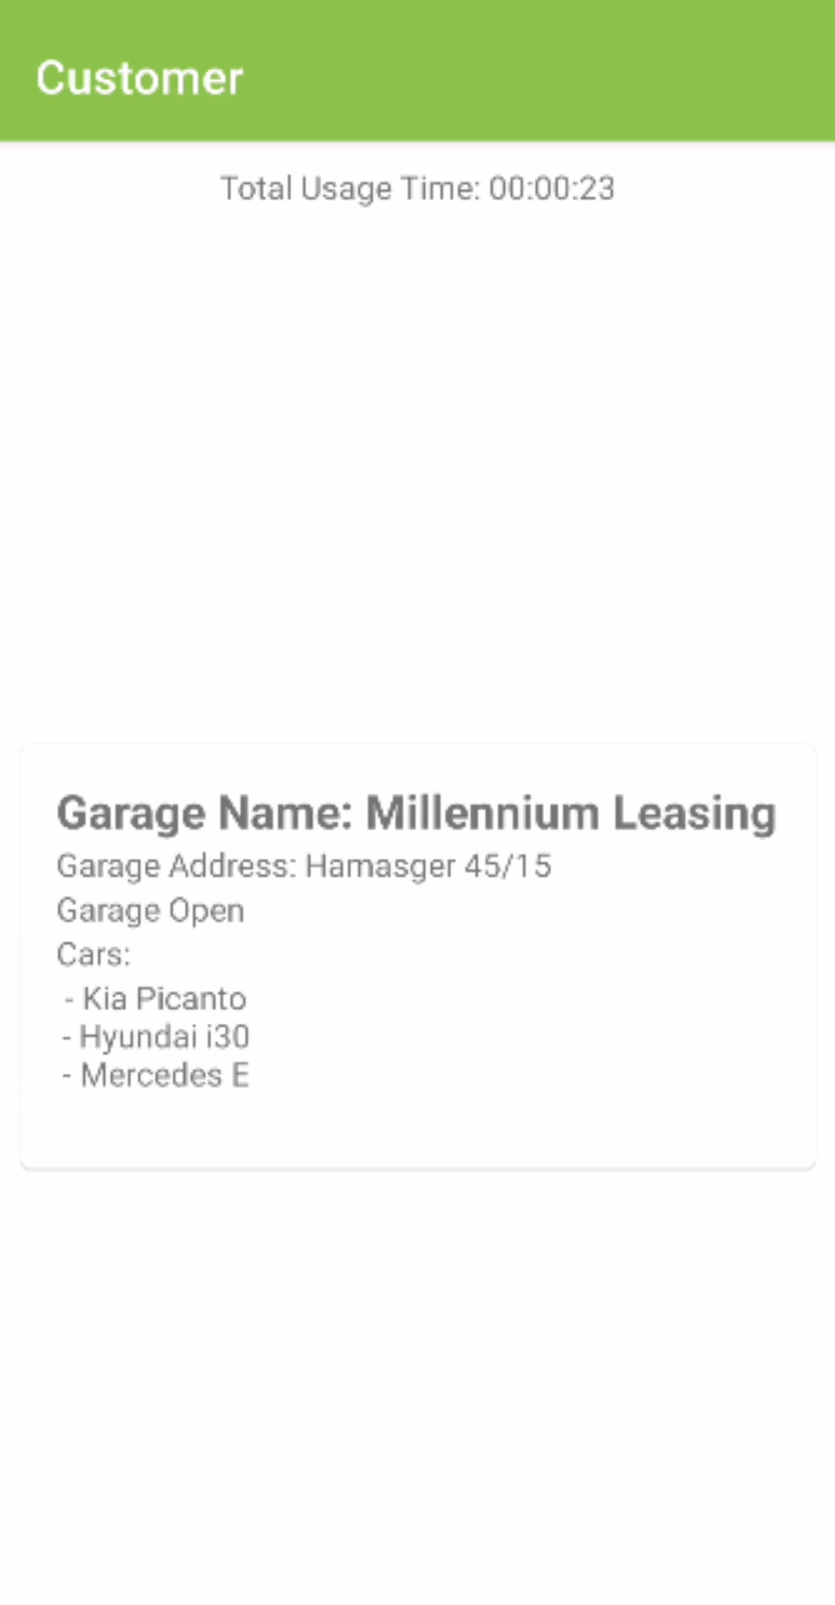 Customer
Total Usage Time: 00:00:23
Garage Name: Millennium Leasing
Garage Address: Hamasger 45/15
Garage Open
Cars:
- Kia Picanto
- Hyundai i30
- Mercedes E